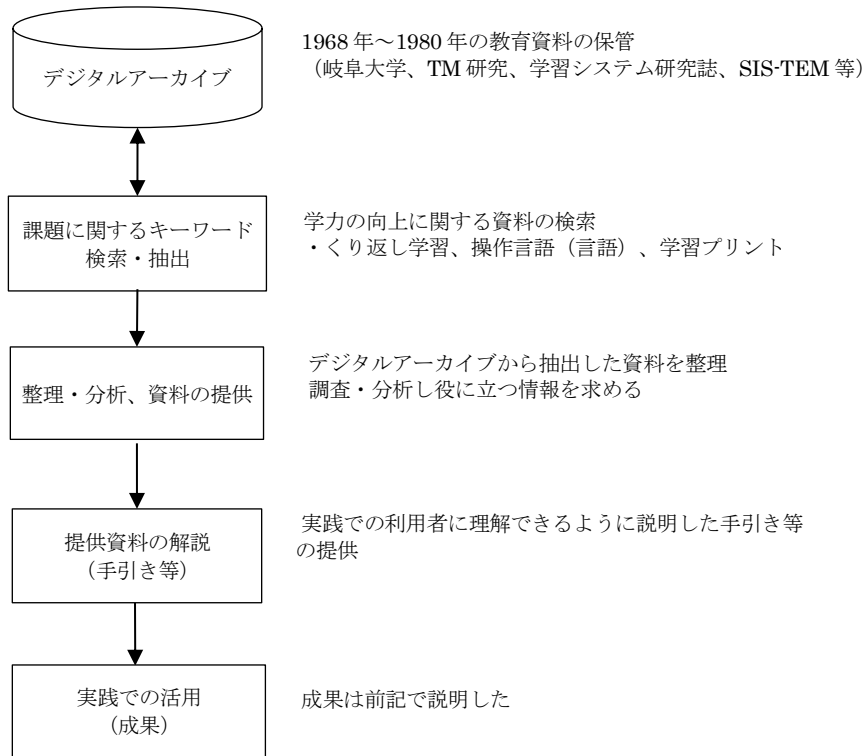 デジタルアーカイブ
1968年～1980年の教育資料の保管
（岐阜大学、TM研究、学習システム研究誌、SIS-TEM等）
課題に関するキーワード
検索・抽出
学力の向上に関する資料の検索
・くり返し学習、操作言語（言語）、学習プリント
整理・分析、資料の提供
デジタルアーカイブから抽出した資料を整理
調査・分析し役に立つ情報を求める
提供資料の解説
（手引き等）
実践での利用者に理解できるように説明した手引き等
の提供
実践での活用
（成果）
成果は前記で説明した